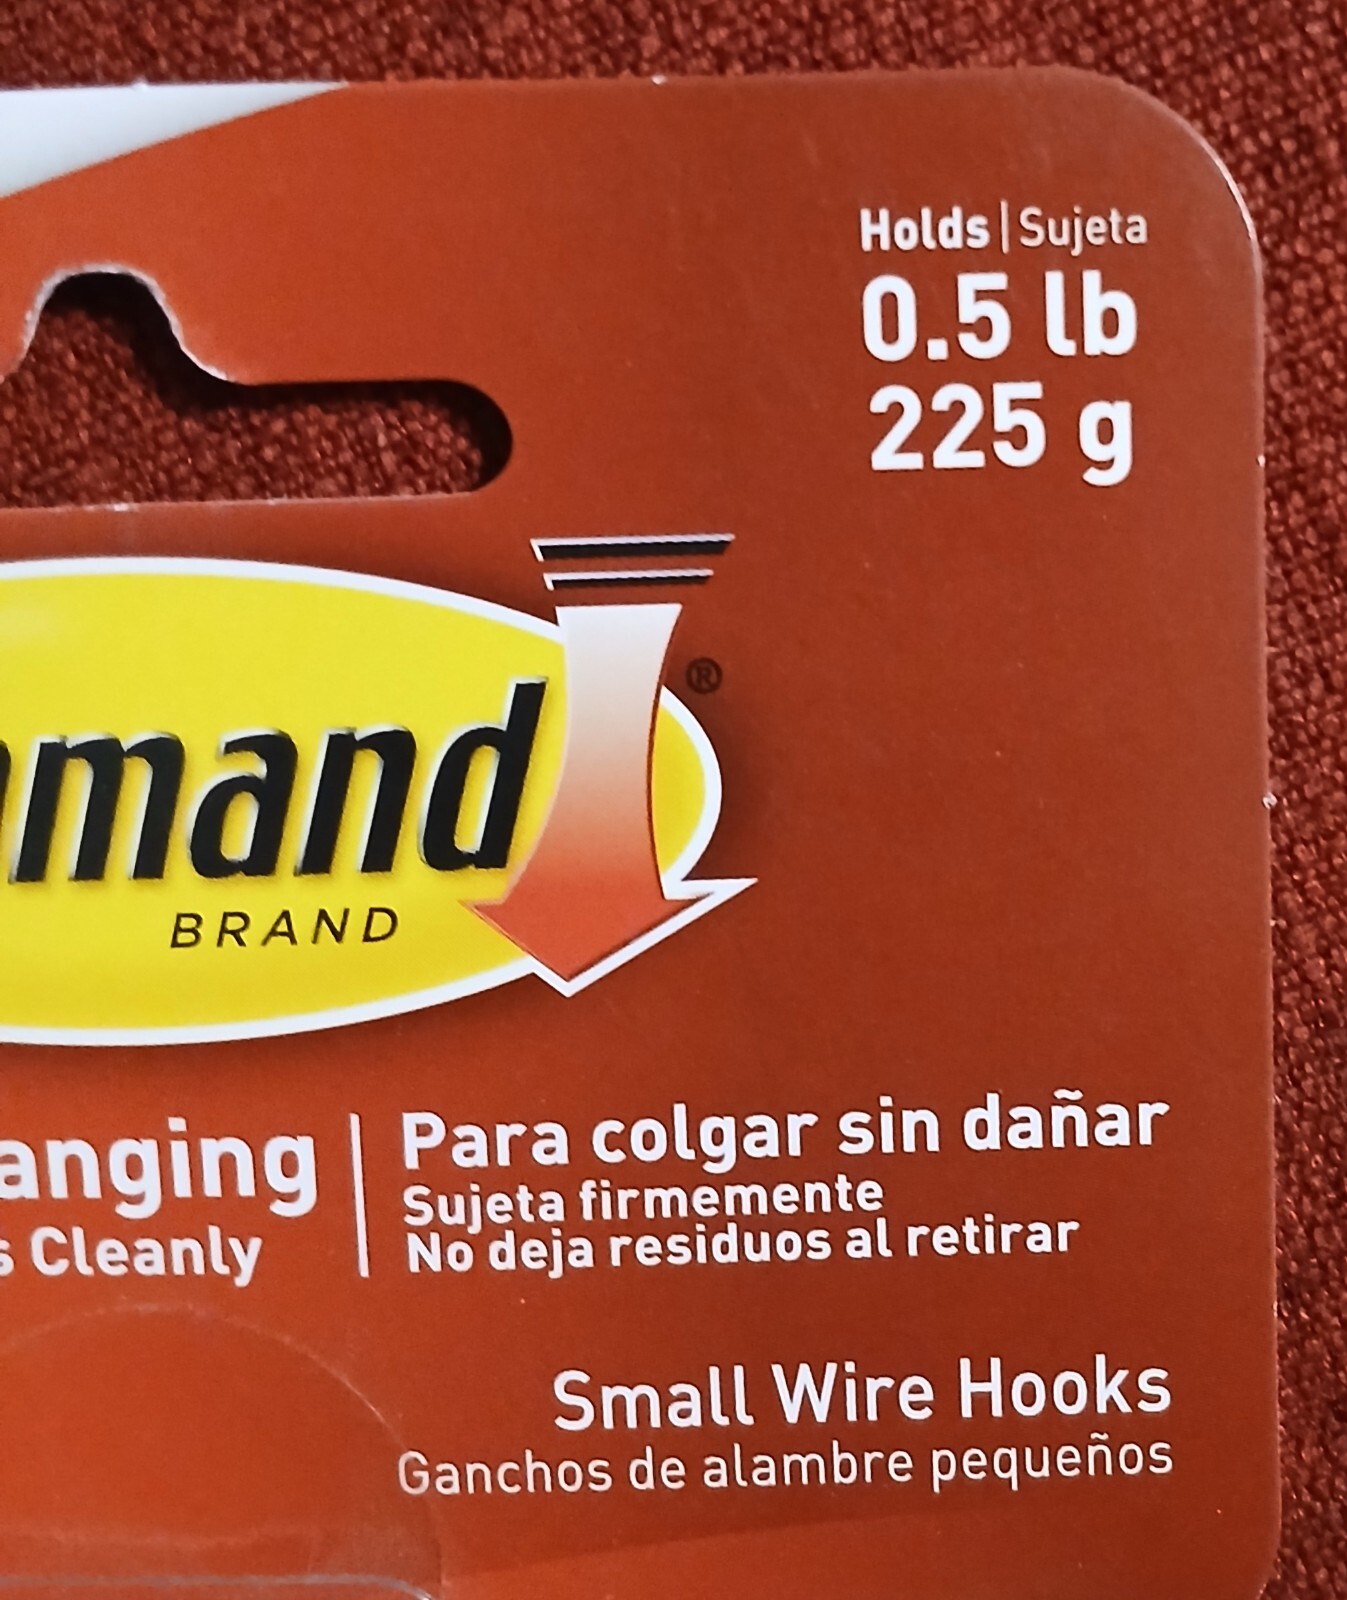 Holds | Sujeta
0.5 lb
225 g
mand
®
BRAND
anging
s Cleanly
Para colgar sin dañar
Sujeta firmemente
No deja residuos al retirar
Small Wire Hooks
Ganchos de alambre pequeños